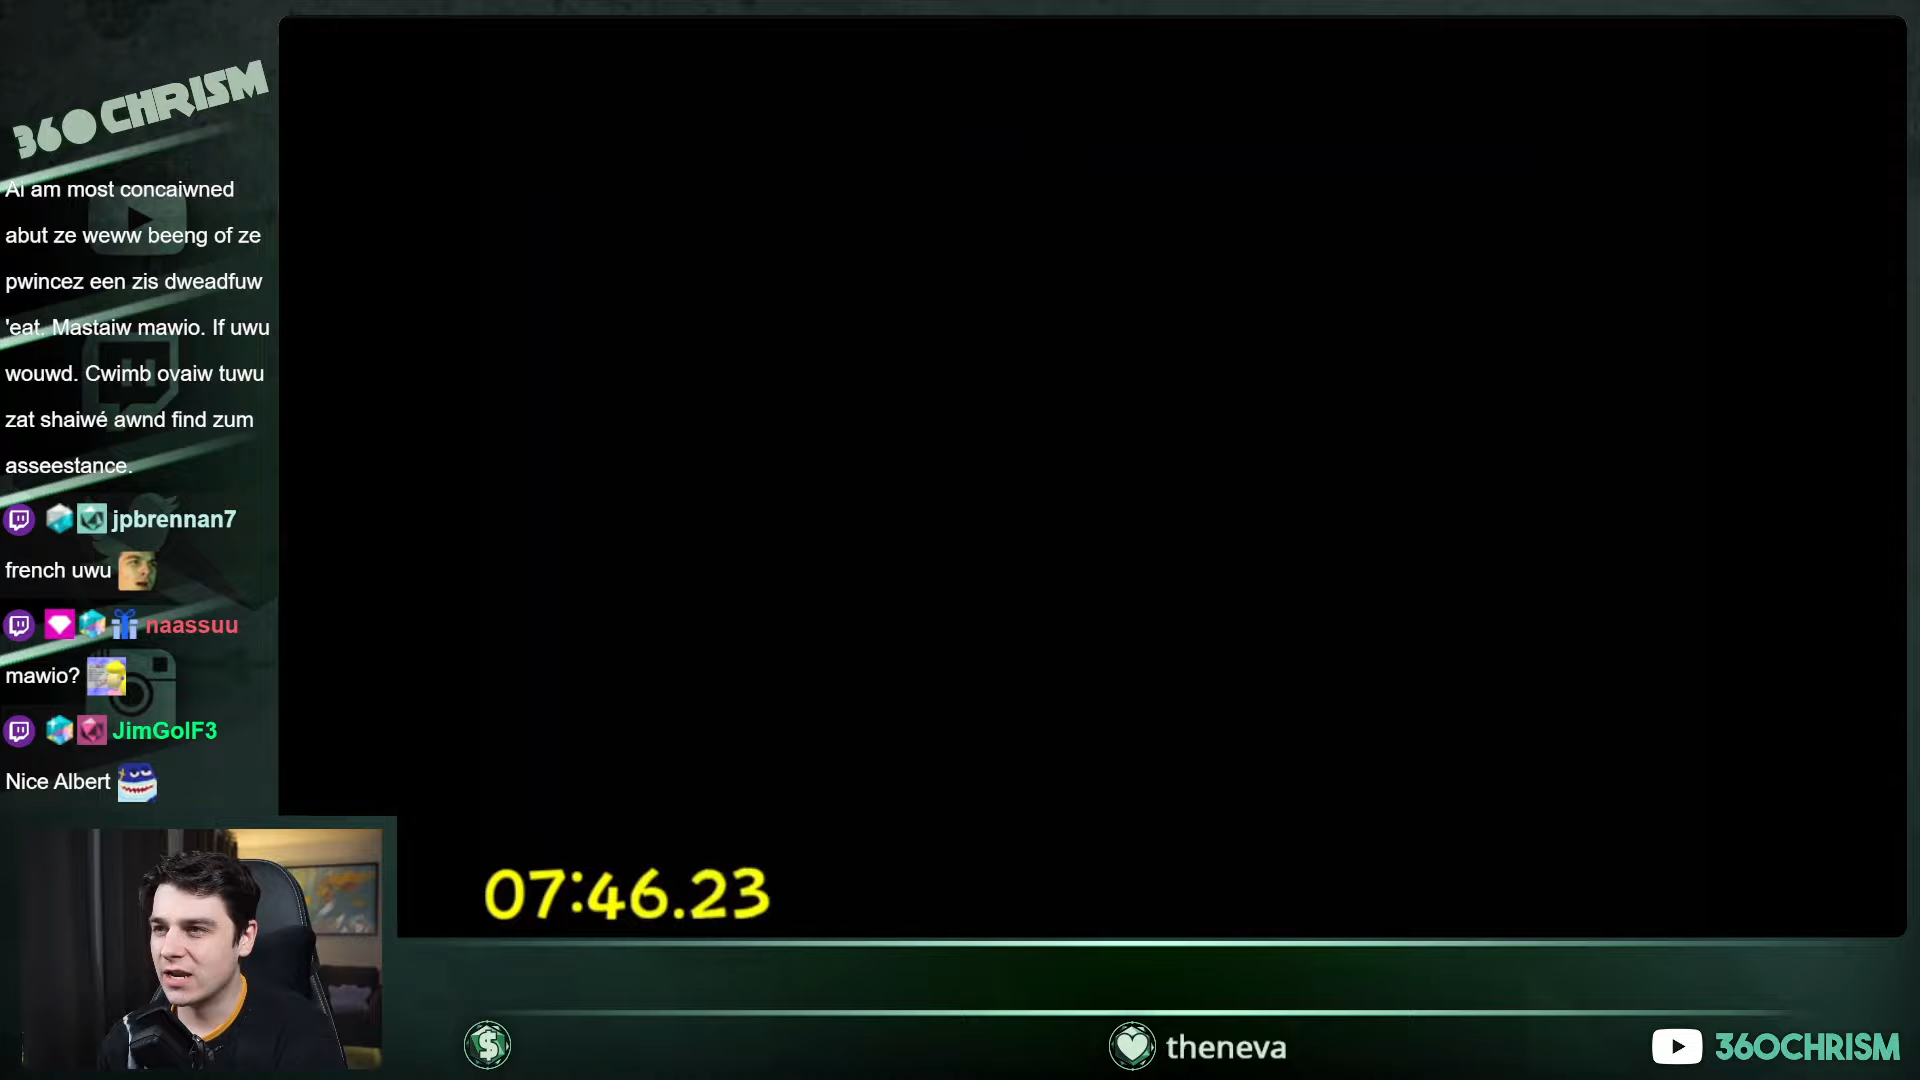 360CHRISM
Ai am most concaiwned
abut ze weww beeng of ze
pwincez een zis dweadfuw
'eat. Mastaiw mawio. If uwu
wouwd. Cwimb ovaiw tuwu
zat shaiwé awnd find zum
asseestance.
jpbrennan7
french uwu
naassuu
mawio?
JimGolF3
Nice Albert
07:46.23
$
theneva
360CHRISM